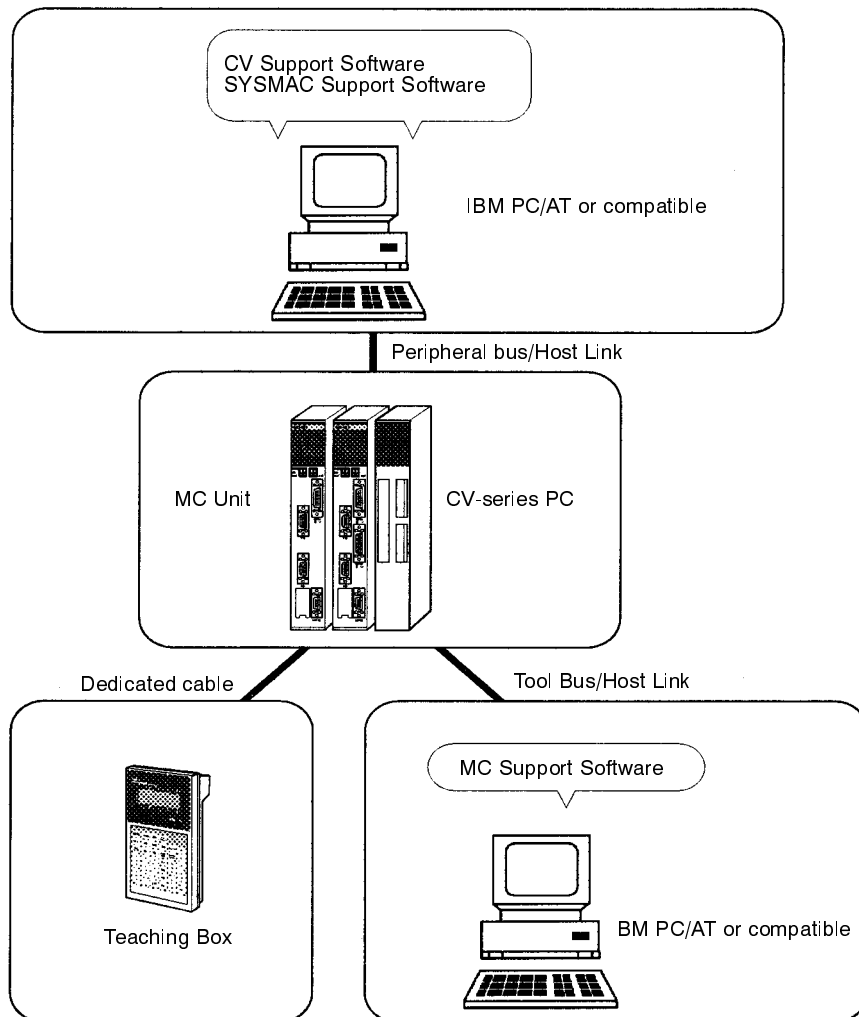 CV Support Software
SYSMAC Support Software
IBM PC/AT or compatible
Peripheral bus/Host Link
MC Unit
CV-series PC
Dedicated cable
Tool Bus/Host Link
MC Support Software
Teaching Box
BM PC/AT or compatible